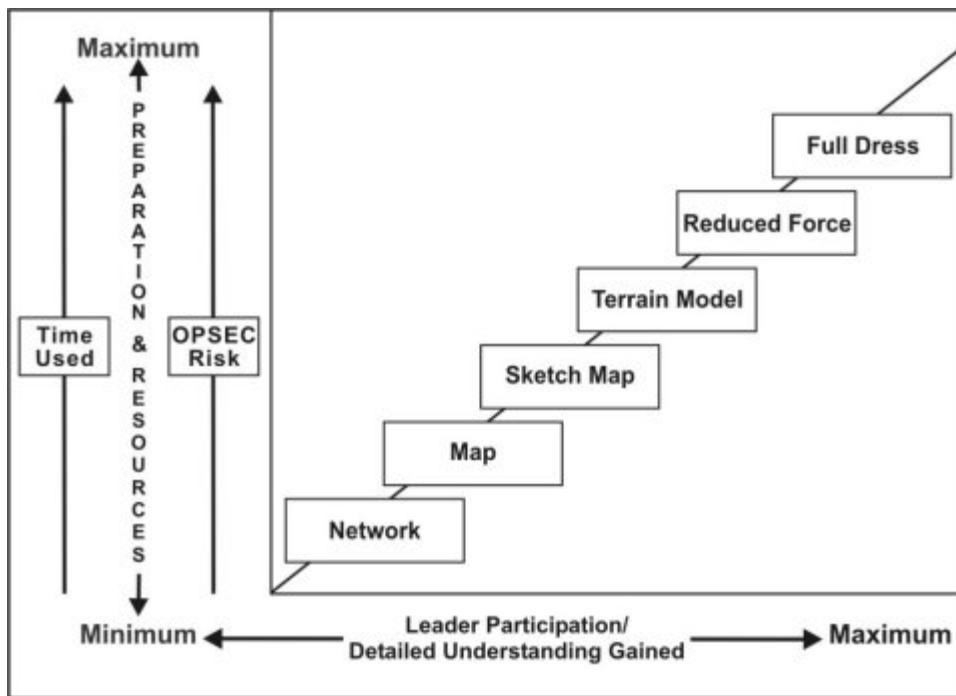 Maximum
PREPARATION & RESOURCES
Time
Used
OPSEC
Risk
Minimum
Full Dress
Reduced Force
Terrain Model
Sketch Map
Map
Network
Leader Participation/
Detailed Understanding Gained
Maximum